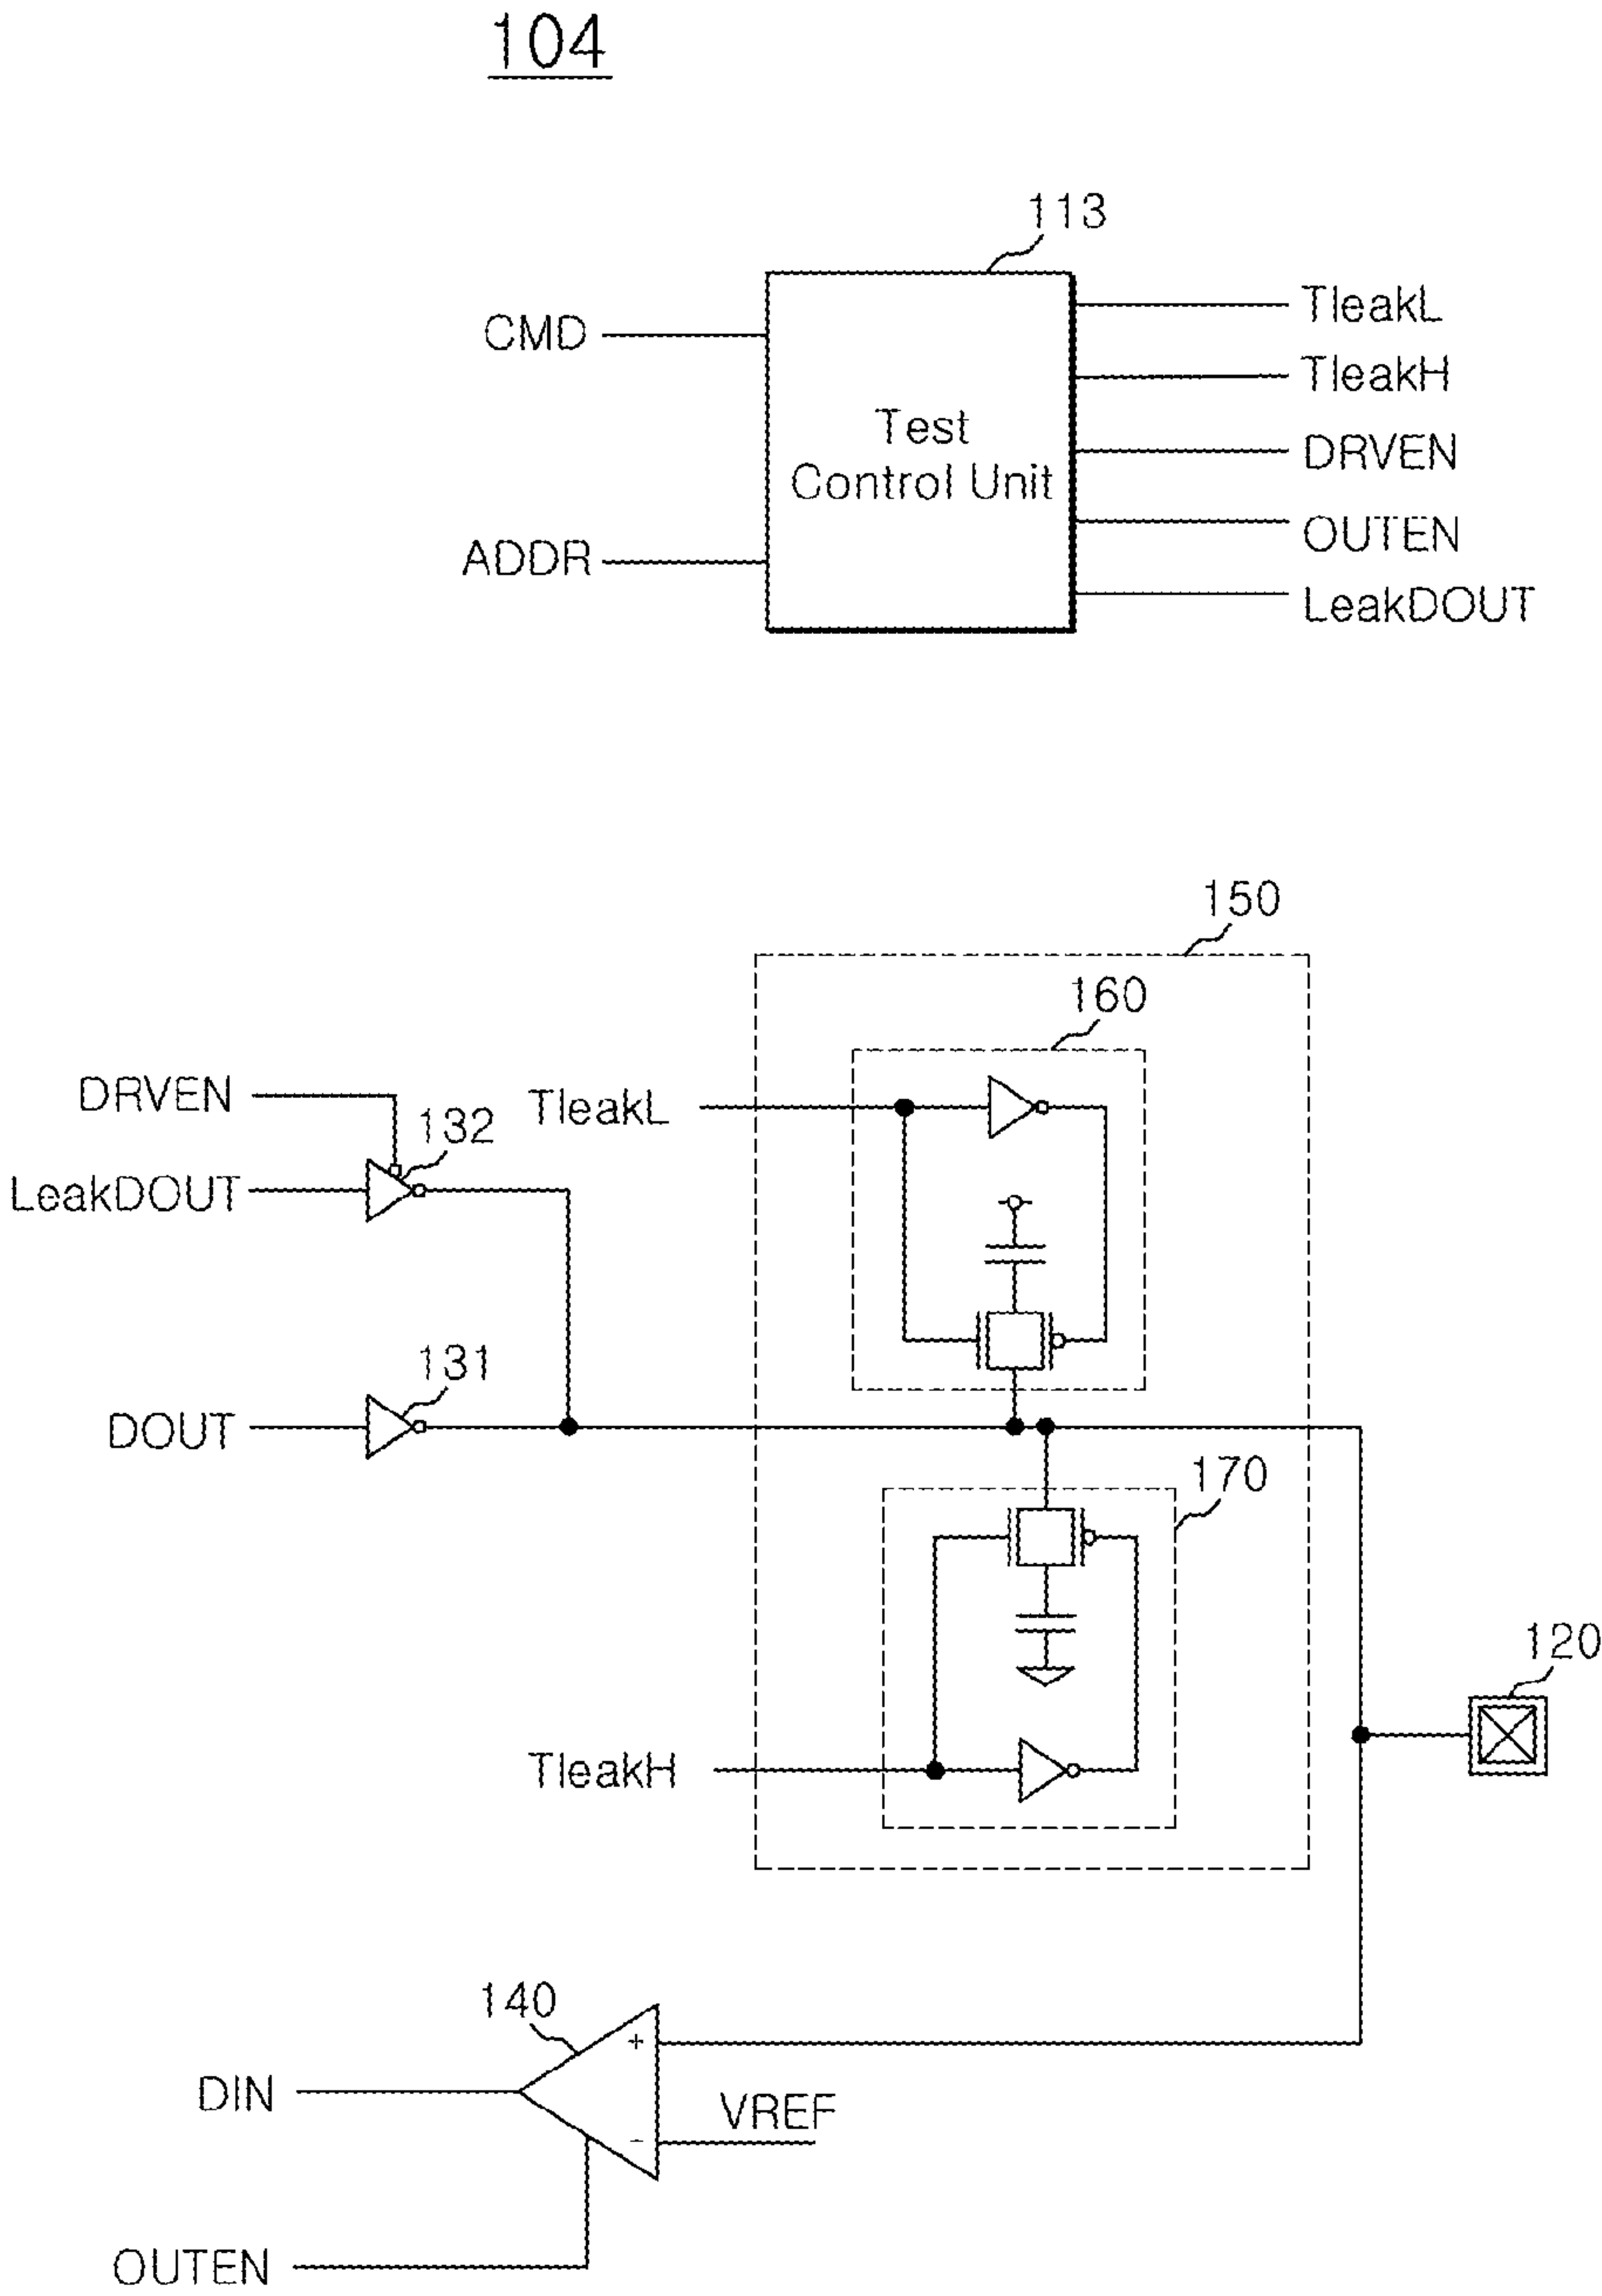 104
113
CMD
ADDR
Test
Control Unit
TleakL
TleakH
DRVEN
OUTEN
LeakDOUT
150
160
DRVEN
132
TleakL
LeakDOUT
131
DOUT
170
120
TleakH
140
+
DIN
VREF
-
OUTEN